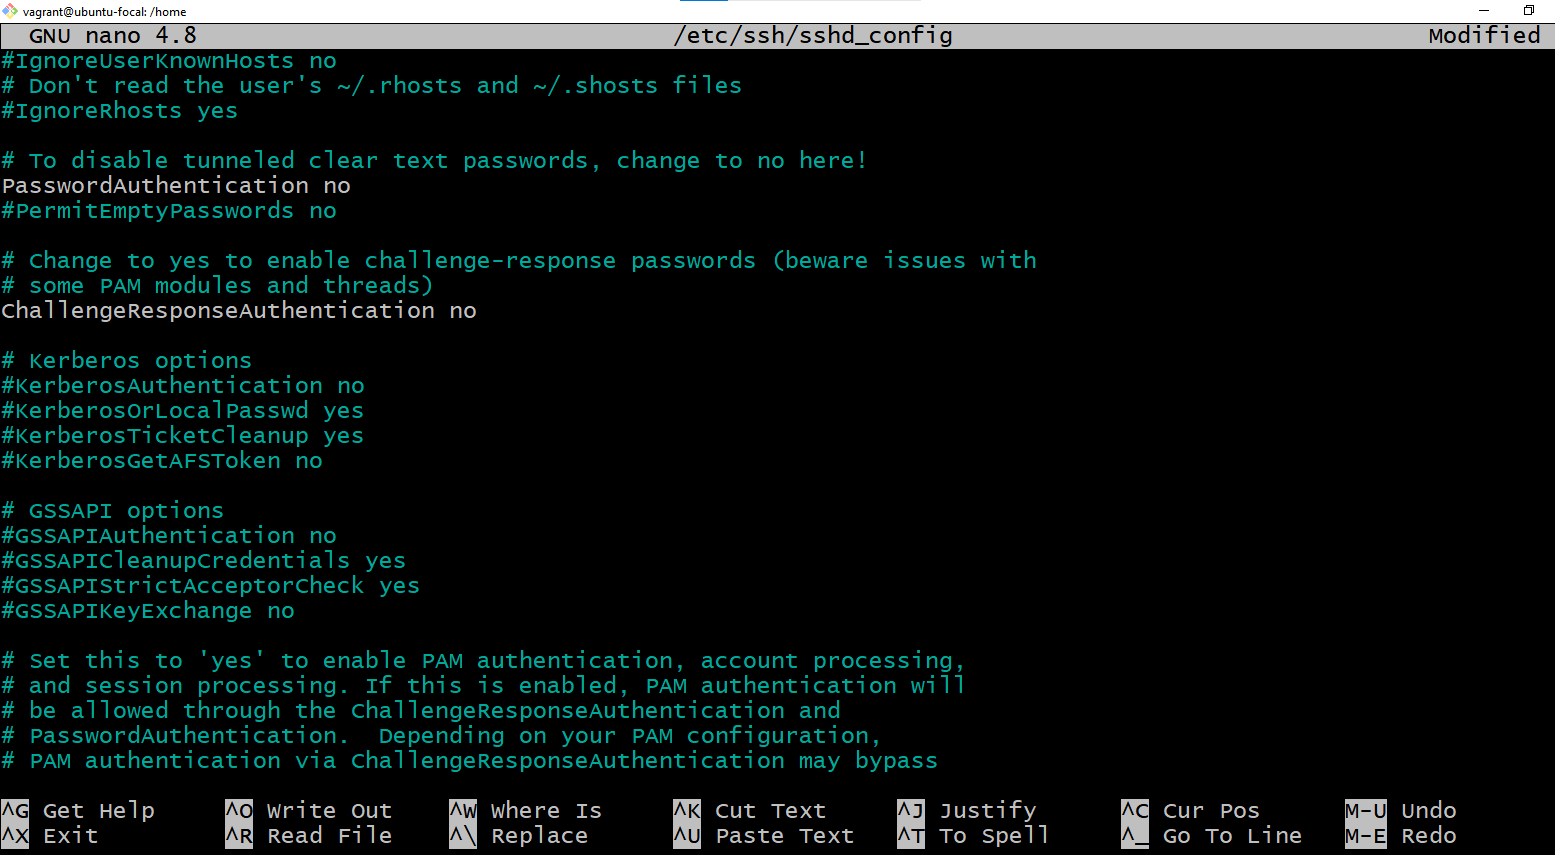 vagrant@ubuntu-focal: /home
GNU nano 4.8 /etc/ssh/sshd_config Modified
#IgnoreUserKnownHosts no
# Don't read the user's ~/.rhosts and ~/.shosts files
#IgnoreRhosts yes
# To disable tunneled clear text passwords, change to no here!
PasswordAuthentication no
#PermitEmptyPasswords no
# Change to yes to enable challenge-response passwords (beware issues with
# some PAM modules and threads)
ChallengeResponseAuthentication no
# Kerberos options
#KerberosAuthentication no
#KerberosOrLocalPasswd yes
#KerberosTicketCleanup yes
#KerberosGetAFSToken no
# GSSAPI options
#GSSAPIAuthentication no
#GSSAPICleanupCredentials yes
#GSSAPIStrictAcceptorCheck yes
#GSSAPIKeyExchange no
# Set this to 'yes' to enable PAM authentication, account processing,
# and session processing. If this is enabled, PAM authentication will
# be allowed through the ChallengeResponseAuthentication and
# PasswordAuthentication.  Depending on your PAM configuration,
# PAM authentication via ChallengeResponseAuthentication may bypass
^G Get Help ^O Write Out ^W Where Is ^K Cut Text ^J Justify ^C Cur Pos M-U Undo
^X Exit ^R Read File ^\ Replace ^U Paste Text ^T To Spell ^_ Go To Line M-E Redo